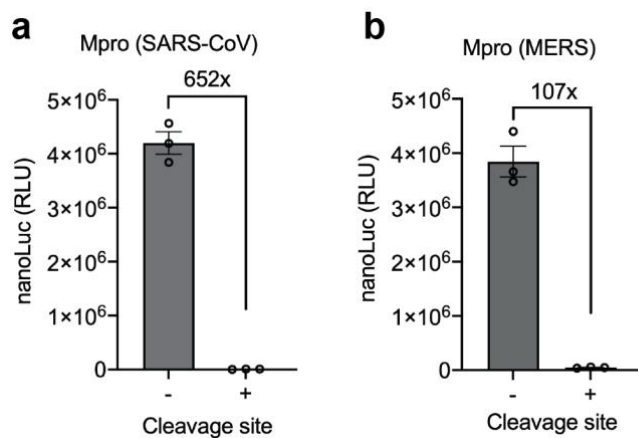 a
Mpro (SARS-CoV)
652x
5×10⁶
4×10⁶
3×10⁶
2×10⁶
1×10⁶
0
nanoLuc (RLU)
- +
Cleavage site
b
Mpro (MERS)
107x
5×10⁶
4×10⁶
3×10⁶
2×10⁶
1×10⁶
0
nanoLuc (RLU)
- +
Cleavage site